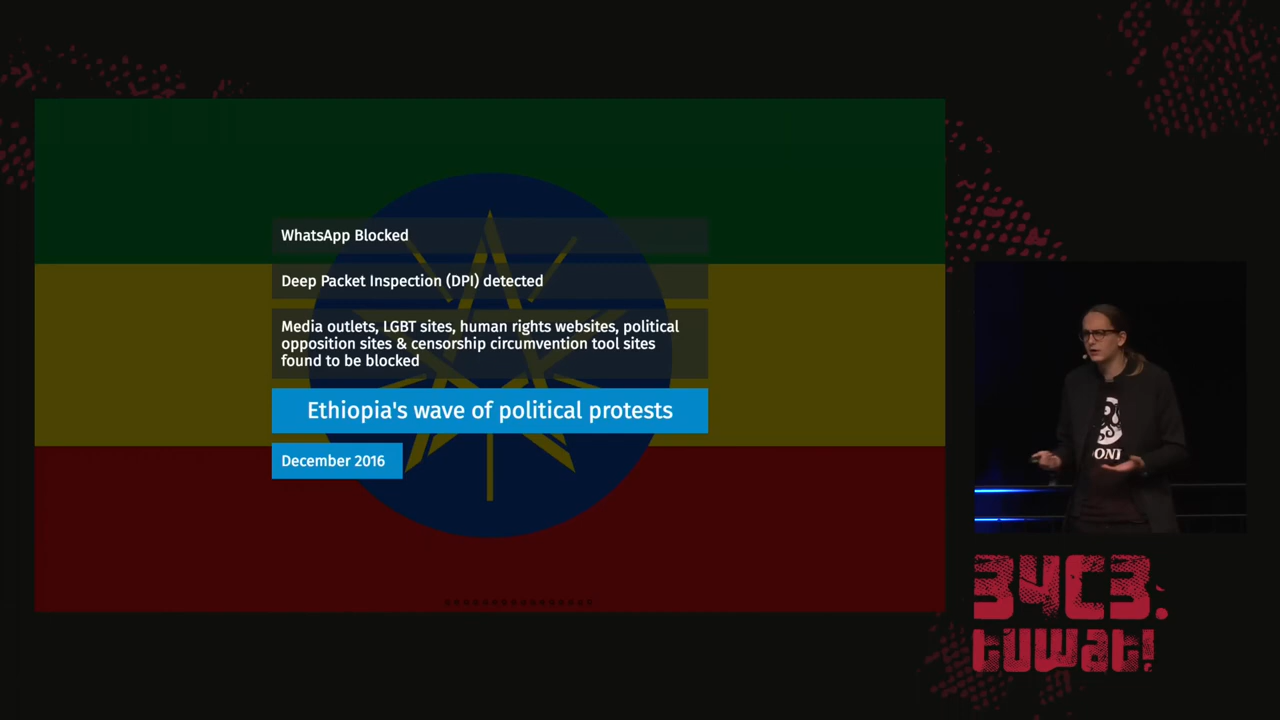 WhatsApp Blocked
Deep Packet Inspection (DPI) detected
Media outlets, LGBT sites, human rights websites, political
opposition sites & censorship circumvention tool sites
found to be blocked
Ethiopia's wave of political protests
December 2016
OONI
34C3.
tuwat!